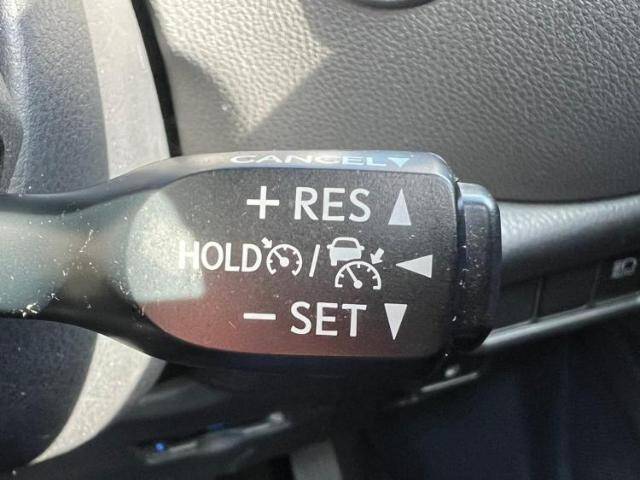 CANCEL▼
+ RES ▲
HOLD / ◀
− SET ▼